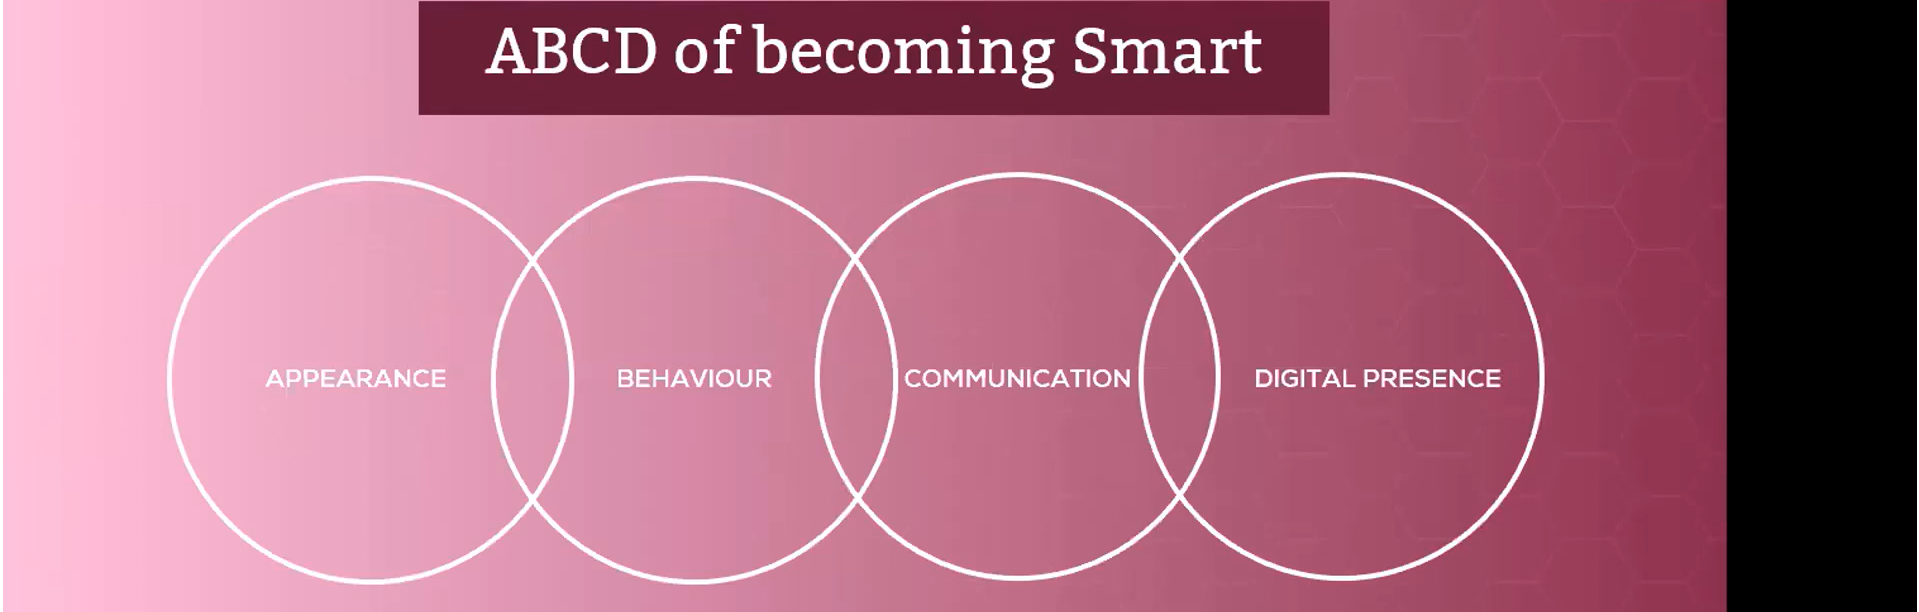 ABCD of becoming Smart
APPEARANCE
BEHAVIOUR
COMMUNICATION
DIGITAL PRESENCE